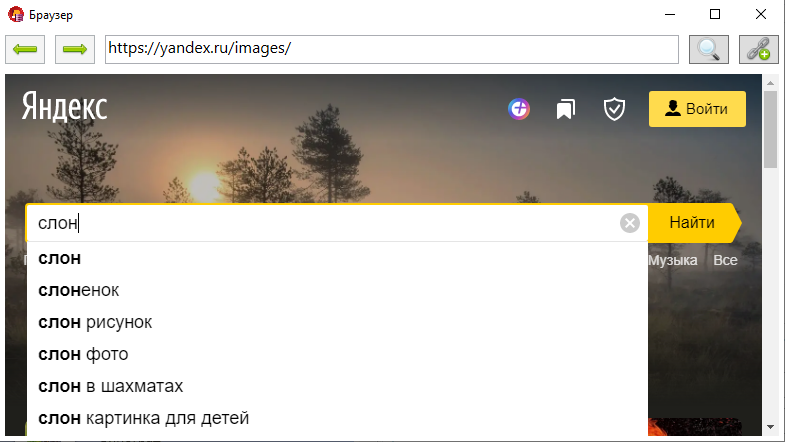 Браузер
https://yandex.ru/images/
Яндекс
Войти
слон
Найти
Музыка Все
слон
слоненок
слон рисунок
слон фото
слон в шахматах
слон картинка для детей